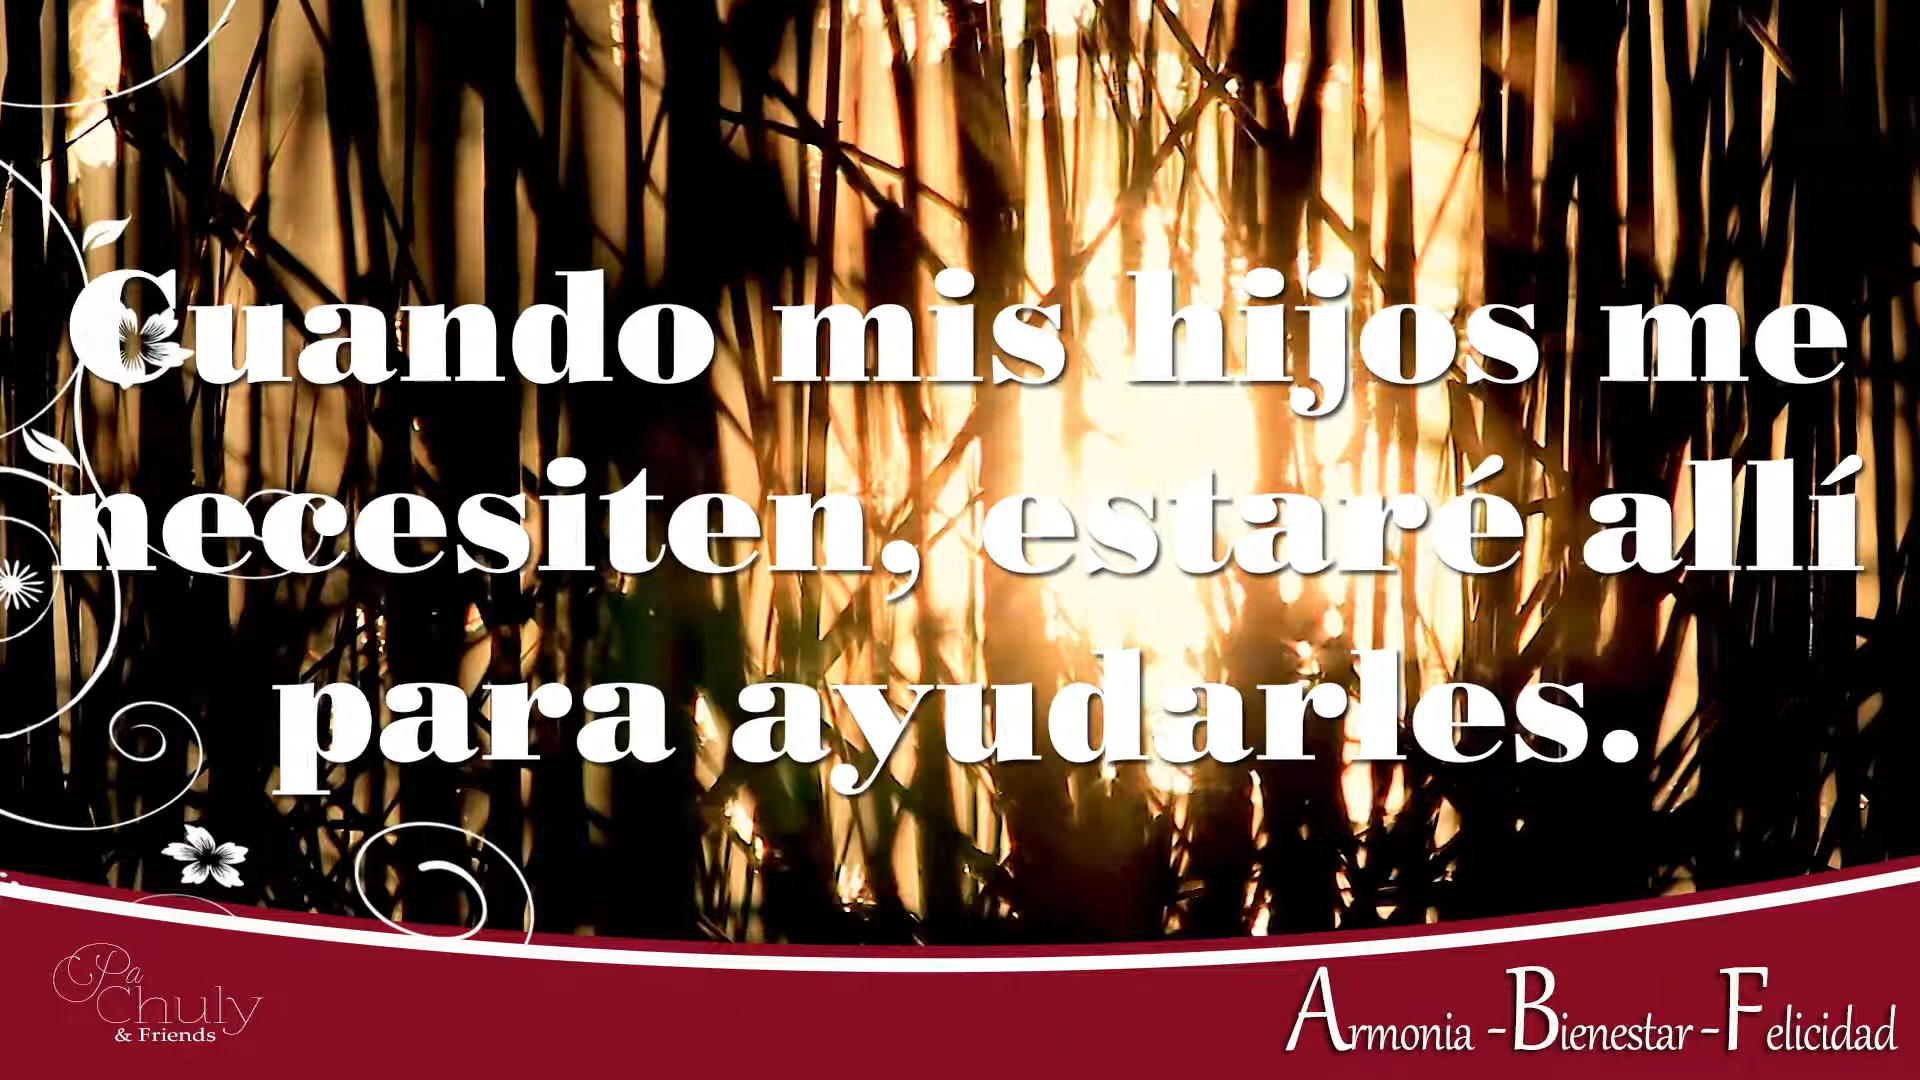 Cuando mis hijos me
necesiten, estaré allí
para ayudarles.
Pa
Chuly
& Friends
Armonia -Bienestar -Felicidad